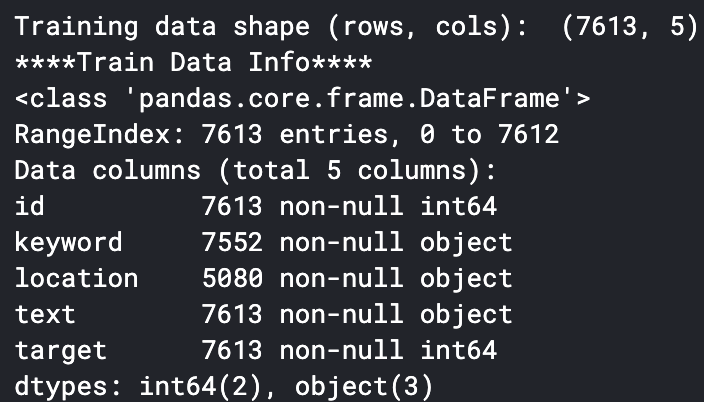 Training data shape (rows, cols):  (7613, 5)
****Train Data Info****
<class 'pandas.core.frame.DataFrame'>
RangeIndex: 7613 entries, 0 to 7612
Data columns (total 5 columns):
id          7613 non-null int64
keyword     7552 non-null object
location    5080 non-null object
text        7613 non-null object
target      7613 non-null int64
dtypes: int64(2), object(3)